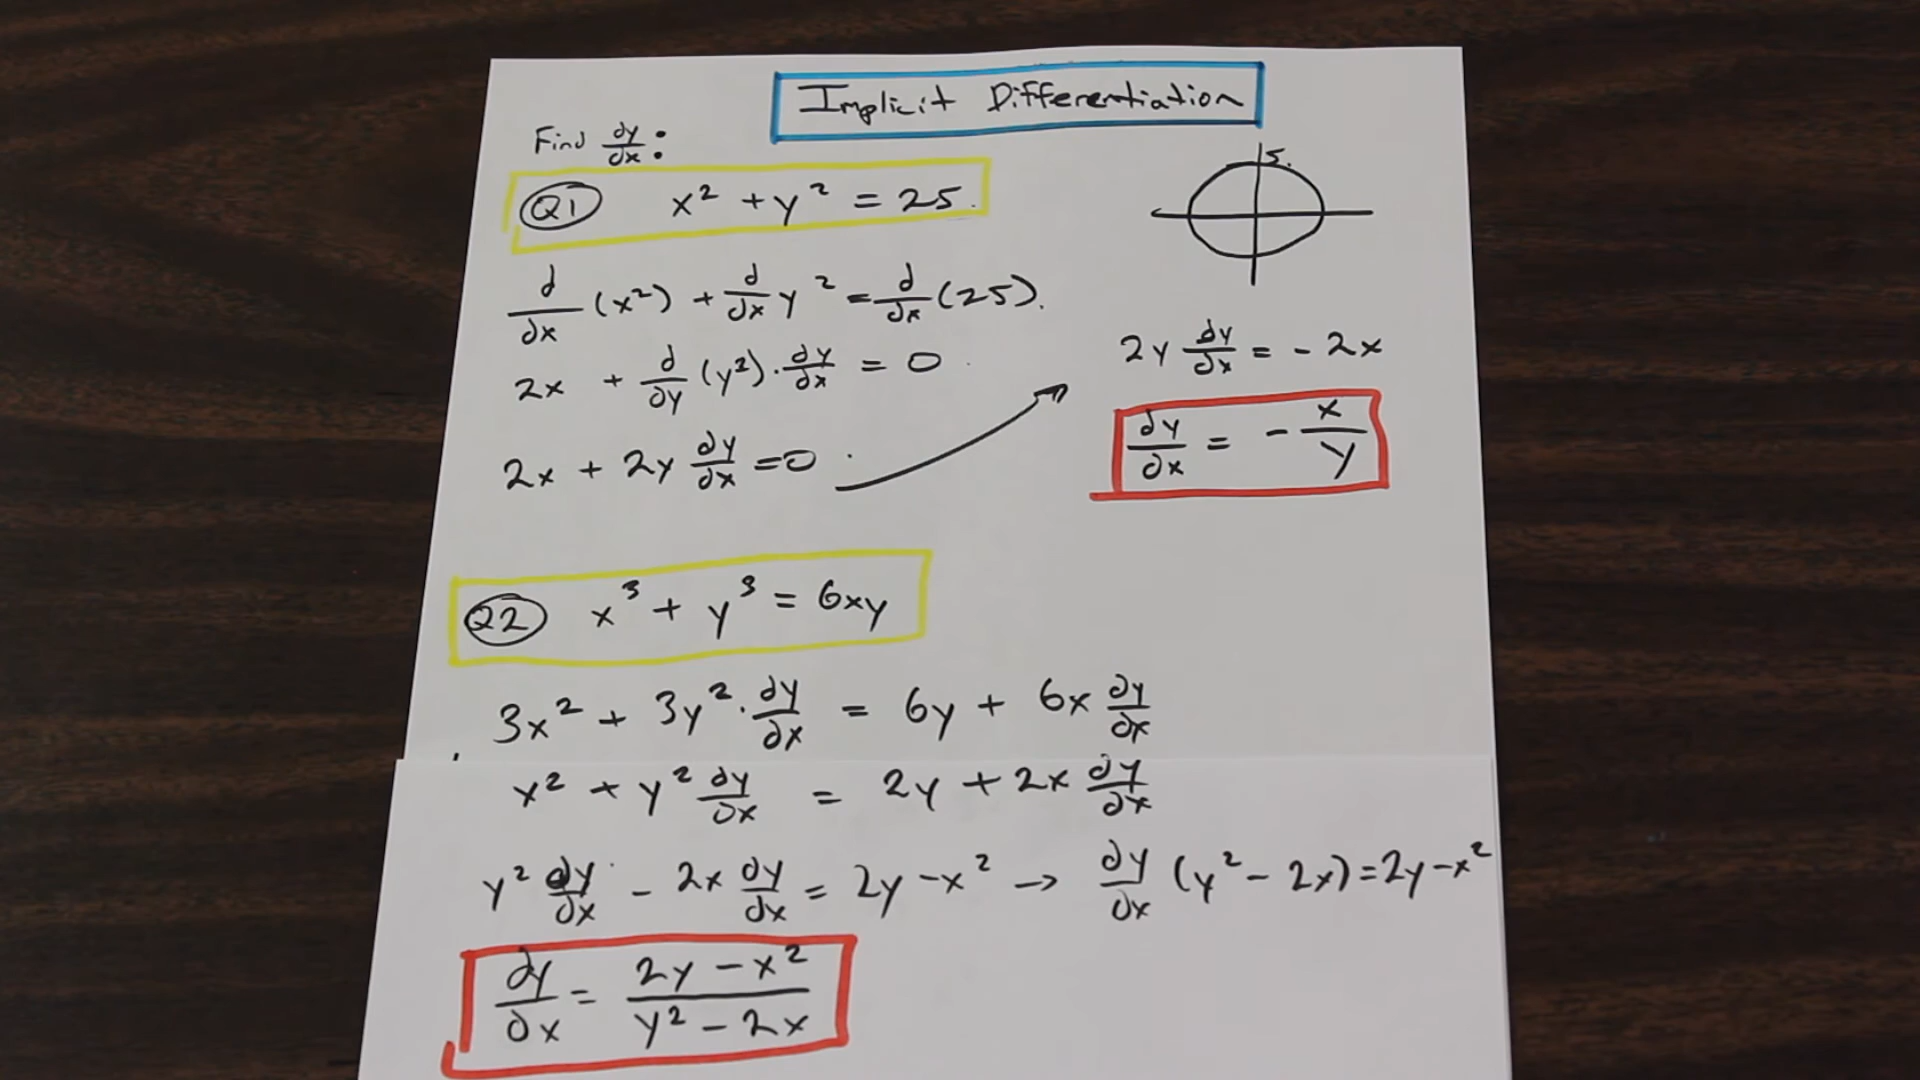 Implicit Differentiation
Find dy/dx:
Q1 x² + y² = 25.
5.
d/dx (x²) + d/dx y² = d/dx (25).
2x + d/dy (y²) · dy/dx = 0
2x + 2y dy/dx = 0
2y dy/dx = - 2x
dy/dx = - x/y
Q2 x³ + y³ = 6xy
3x² + 3y² · dy/dx = 6y + 6x dy/dx
x² + y² dy/dx = 2y + 2x dy/dx
y² dy/dx - 2x dy/dx = 2y - x² → dy/dx (y² - 2x) = 2y - x²
dy/dx = 2y - x² / y² - 2x